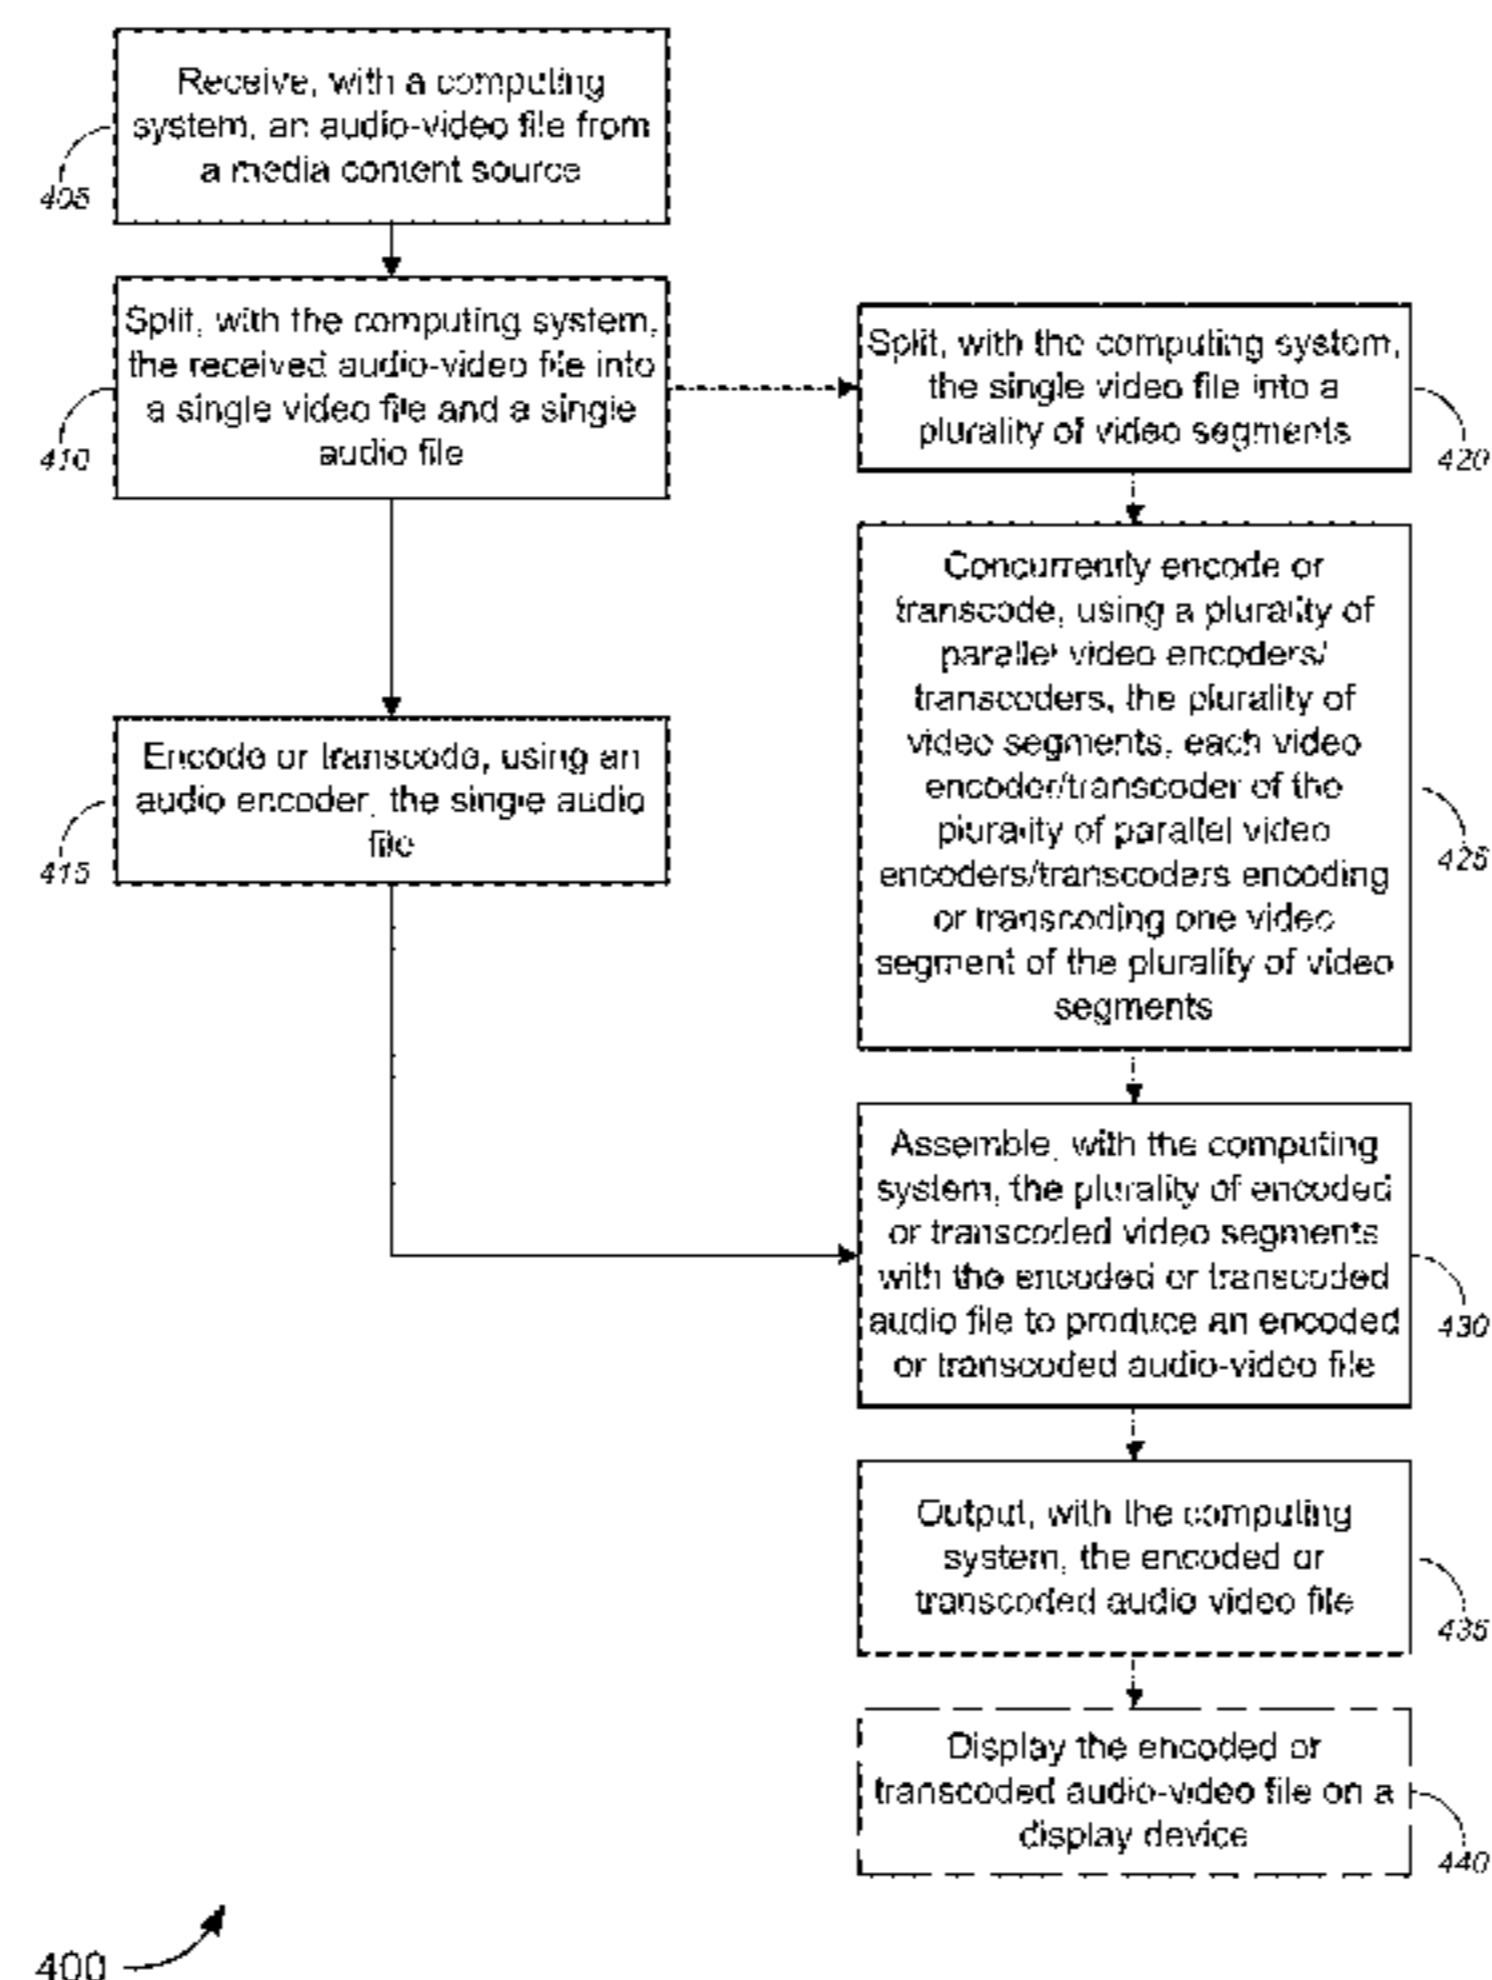 Receive, with a computing
system, an audio-video file from
a media content source
405
Split, with the computing system,
the received audio-video file into
a single video file and a single
audio file
410
Encode or transcode, using an
audio encoder, the single audio
file
415
Split, with the computing system,
the single video file into a
plurality of video segments
420
Concurrently encode or
transcode, using a plurality of
parallel video encoders/
transcoders, the plurality of
video segments, each video
encoder/transcoder of the
plurality of parallel video
encoders/transcoders encoding
or transcoding one video
segment of the plurality of video
segments
425
Assemble, with the computing
system, the plurality of encoded
or transcoded video segments
with the encoded or transcoded
audio file to produce an encoded
or transcoded audio-video file
430
Output, with the computing
system, the encoded or
transcoded audio video file
435
Display the encoded or
transcoded audio-video file on a
display device
440
400